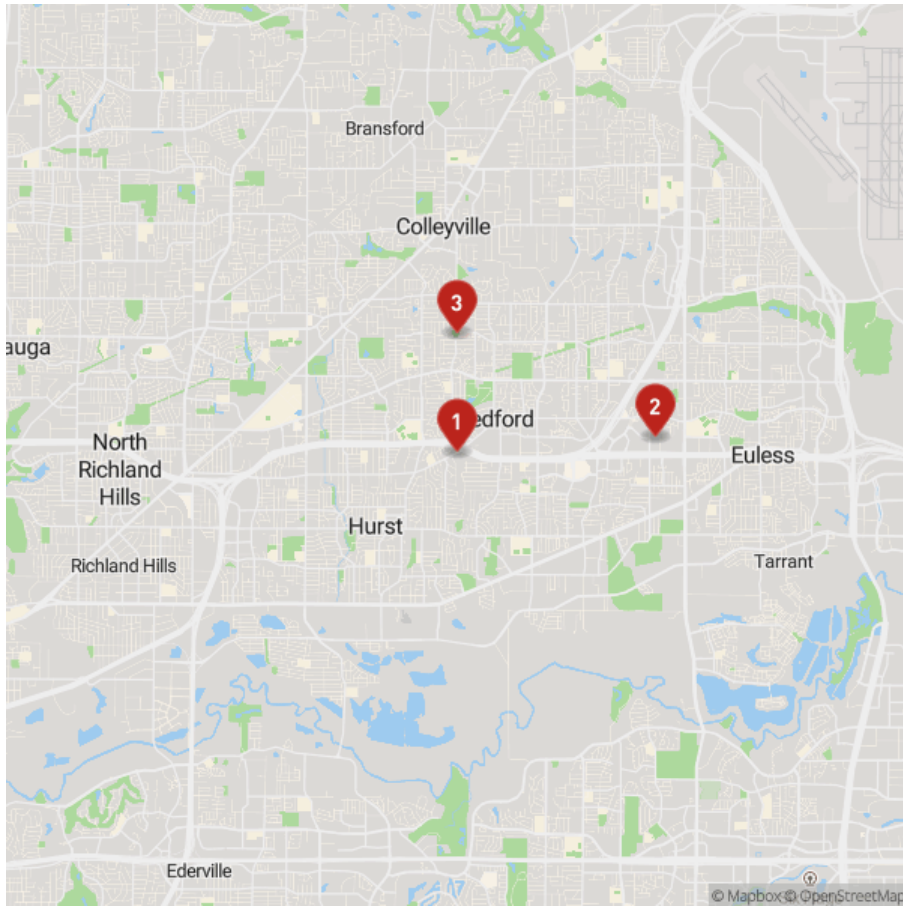 Bransford
Colleyville
3
auga
2
1
edford
North
Richland
Hills
Euless
Hurst
Tarrant
Richland Hills
Ederville
© Mapbox © OpenStreetMap